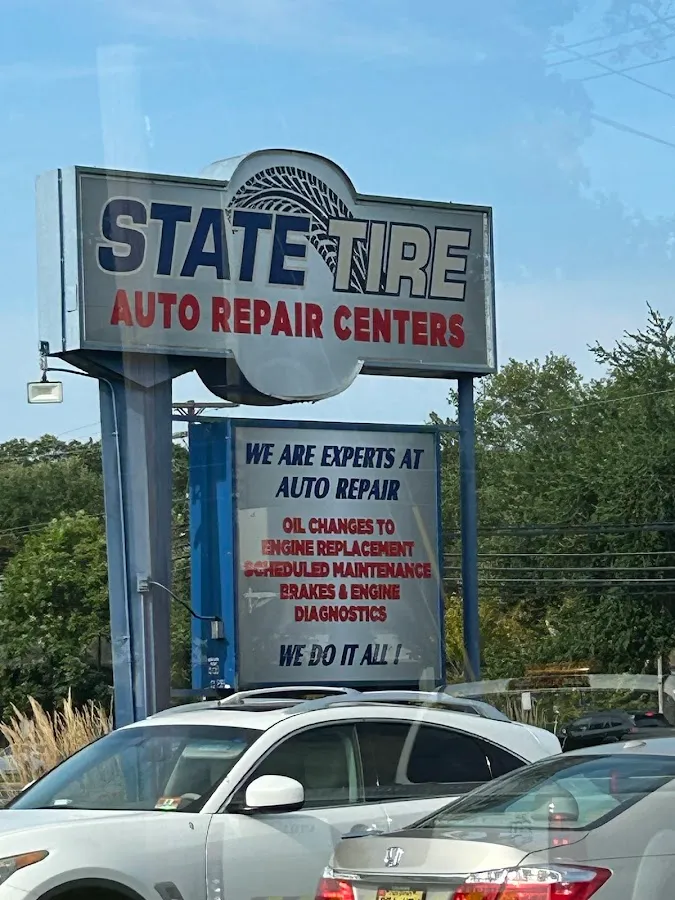 STATE TIRE
AUTO REPAIR CENTERS
WE ARE EXPERTS AT
AUTO REPAIR
OIL CHANGES TO
ENGINE REPLACEMENT
SCHEDULED MAINTENANCE
BRAKES & ENGINE
DIAGNOSTICS
WE DO IT ALL !